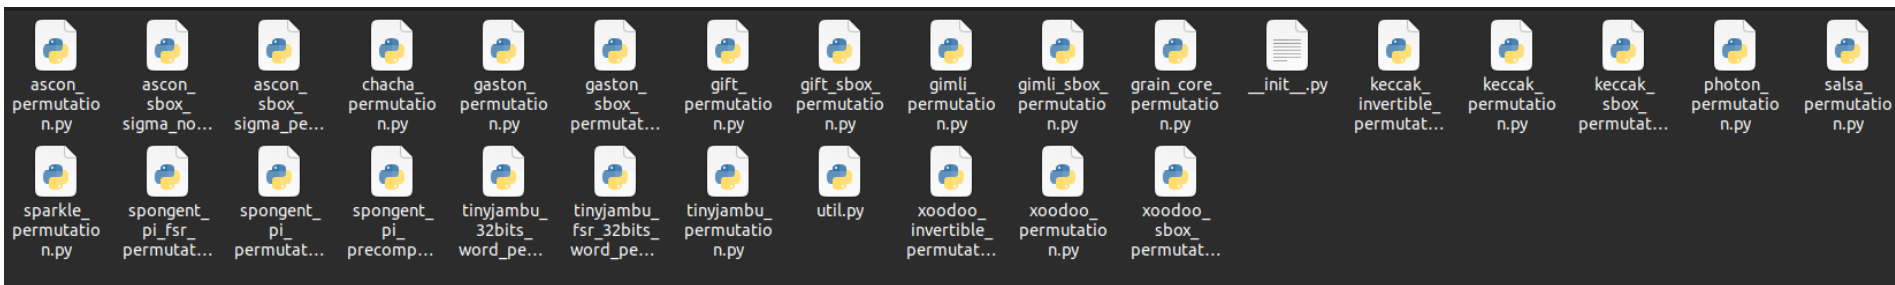 ascon_
permutatio
n.py
ascon_
sbox_
sigma_no...
ascon_
sbox_
sigma_pe...
chacha_
permutatio
n.py
gaston_
permutatio
n.py
gaston_
sbox_
permutat...
gift_
permutatio
n.py
gift_sbox_
permutatio
n.py
gimli_
permutatio
n.py
gimli_sbox_
permutatio
n.py
grain_core_
permutatio
n.py
__init__.py
keccak_
invertible_
permutat...
keccak_
permutatio
n.py
keccak_
sbox_
permutat...
photon_
permutatio
n.py
salsa_
permutatio
n.py
sparkle_
permutatio
n.py
spongent_
pi_fsr_
permutat...
spongent_
pi_
permutat...
spongent_
pi_
precomp...
tinyjambu_
32bits_
word_pe...
tinyjambu_
fsr_32bits_
word_pe...
tinyjambu_
permutatio
n.py
util.py
xoodoo_
invertible_
permutat...
xoodoo_
permutatio
n.py
xoodoo_
sbox_
permutat...